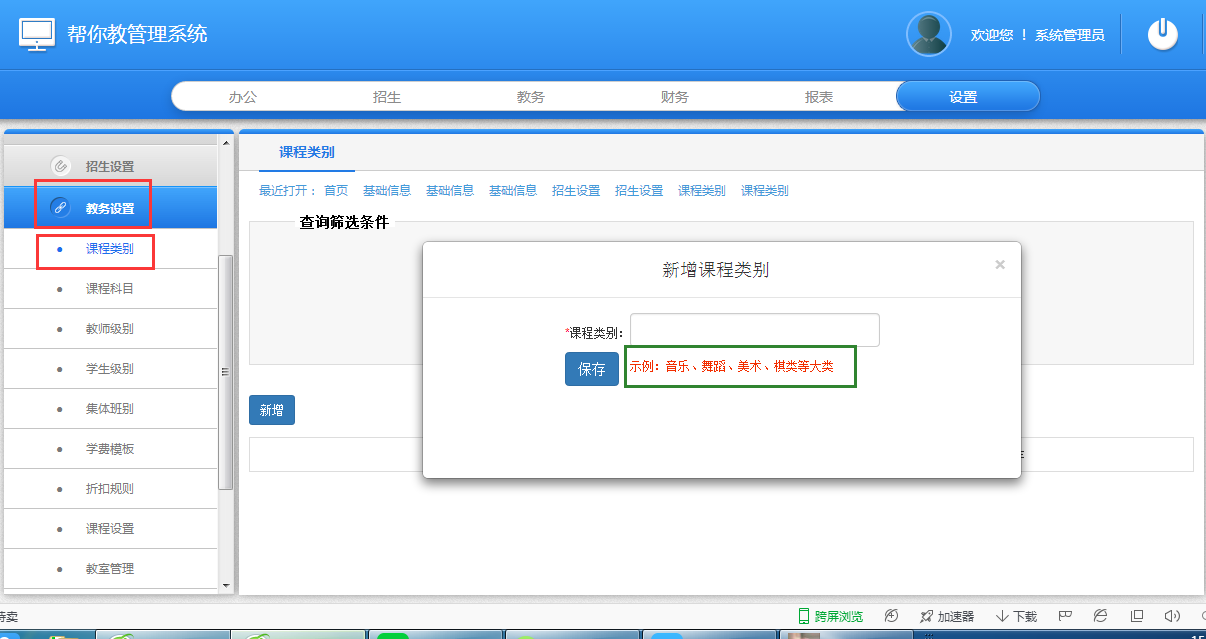 帮你教管理系统
欢迎您 ！ 系统管理员
办公 招生 教务 财务 报表 设置
招生设置
教务设置
课程类别
课程科目
教师级别
学生级别
集体班别
学费模板
折扣规则
课程设置
教室管理
课程类别
最近打开： 首页 基础信息 基础信息 基础信息 招生设置 招生设置 课程类别 课程类别
查询筛选条件
新增课程类别 ×
*课程类别:
保存 示例：音乐、舞蹈、美术、棋类等大类
新增
跨屏浏览 加速器 下载